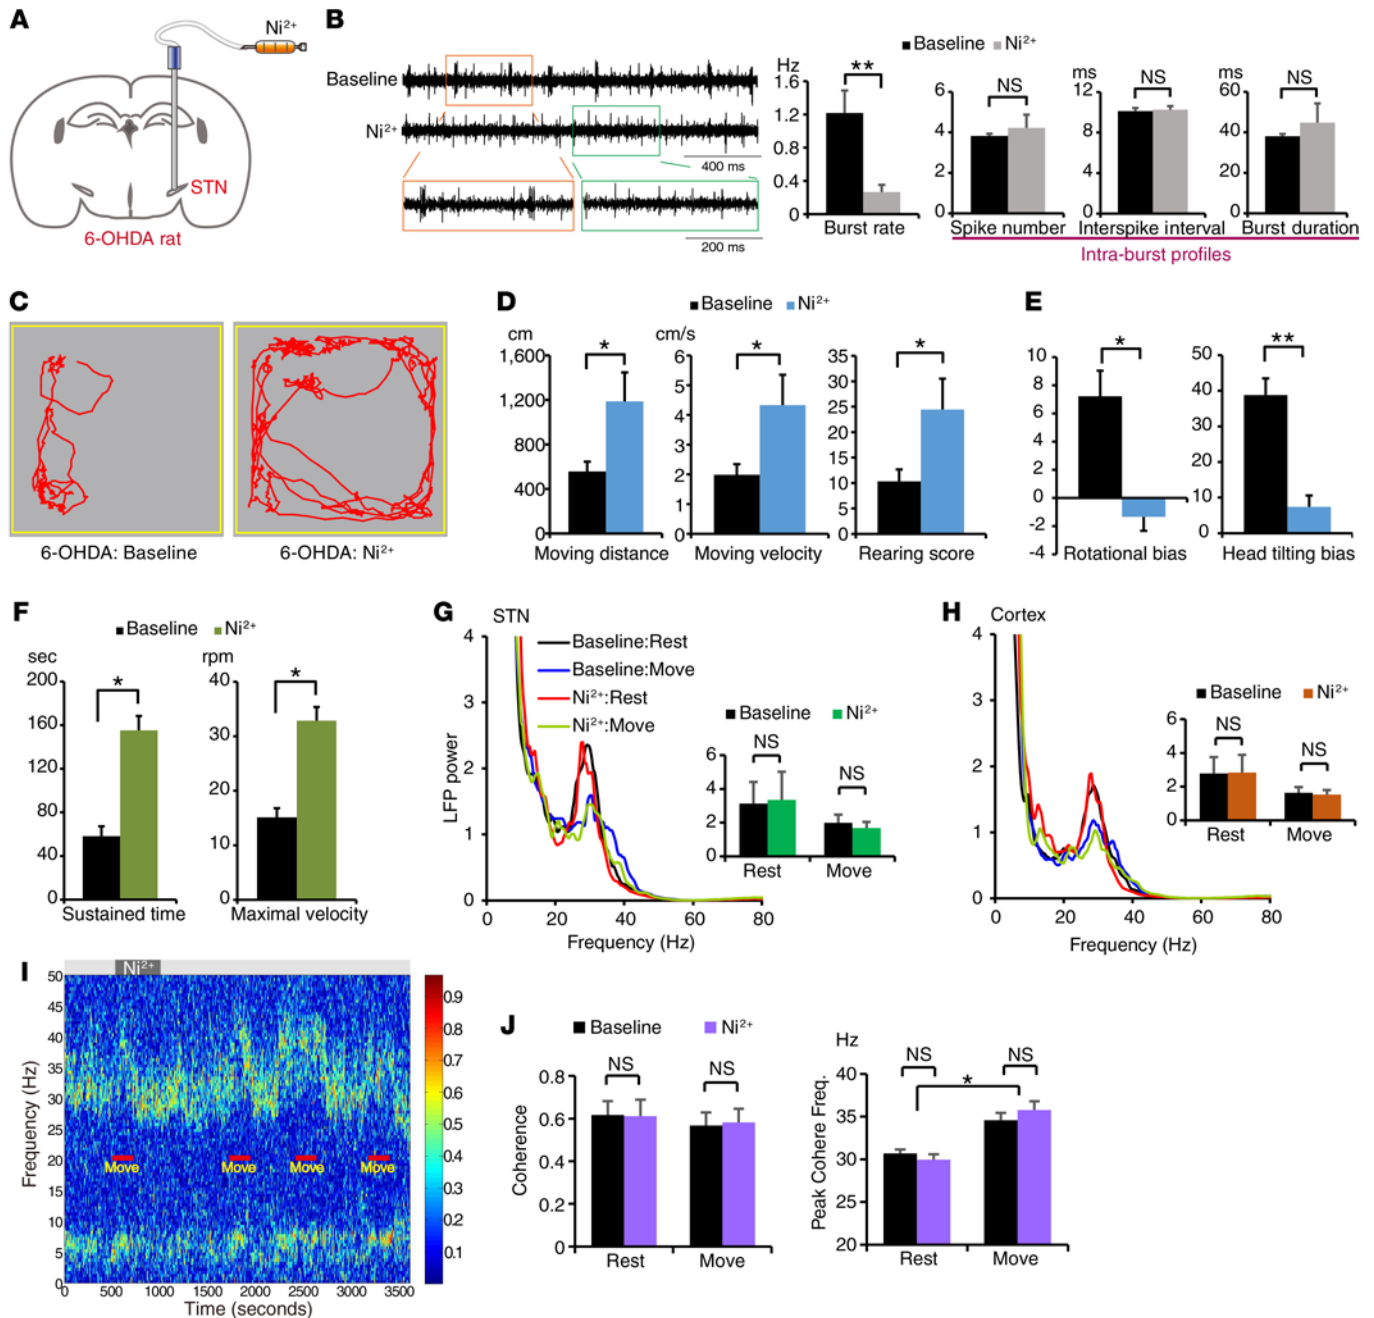 A
Ni²⁺
STN
6-OHDA rat
B
Baseline
Ni²⁺
400 ms
200 ms
Baseline Ni²⁺
Hz
1.6
1.2
0.8
0.4
0
**
Burst rate
6
4
2
0
NS
Spike number
ms
12
8
4
0
NS
Interspike interval
ms
60
40
20
0
NS
Burst duration
Intra-burst profiles
C
6-OHDA: Baseline
6-OHDA: Ni²⁺
D
Baseline Ni²⁺
cm
1,600
1,200
800
400
0
*
Moving distance
cm/s
6
5
4
3
2
1
0
*
Moving velocity
35
30
25
20
15
10
5
0
*
Rearing score
E
10
8
6
4
2
0
-2
-4
*
Rotational bias
50
40
30
20
10
0
**
Head tilting bias
F
Baseline Ni²⁺
sec
200
160
120
80
40
0
*
Sustained time
rpm
40
30
20
10
0
*
Maximal velocity
G
STN
LFP power
4
3
2
1
0
Baseline:Rest
Baseline:Move
Ni²⁺:Rest
Ni²⁺:Move
0 20 40 60 80
Frequency (Hz)
Baseline Ni²⁺
6
4
2
0
NS
NS
Rest Move
H
Cortex
4
3
2
1
0
0 20 40 60 80
Frequency (Hz)
Baseline Ni²⁺
6
4
2
0
NS
NS
Rest Move
I
Ni²⁺
Frequency (Hz)
50
45
40
35
30
25
20
15
10
5
0
Move Move Move Move
0 500 1000 1500 2000 2500 3000 3500
Time (seconds)
0.9
0.8
0.7
0.6
0.5
0.4
0.3
0.2
0.1
J
Baseline Ni²⁺
Coherence
0.8
0.6
0.4
0.2
0
NS
NS
Rest Move
Hz
Peak Cohere Freq.
40
35
30
25
20
NS
NS
*
Rest Move